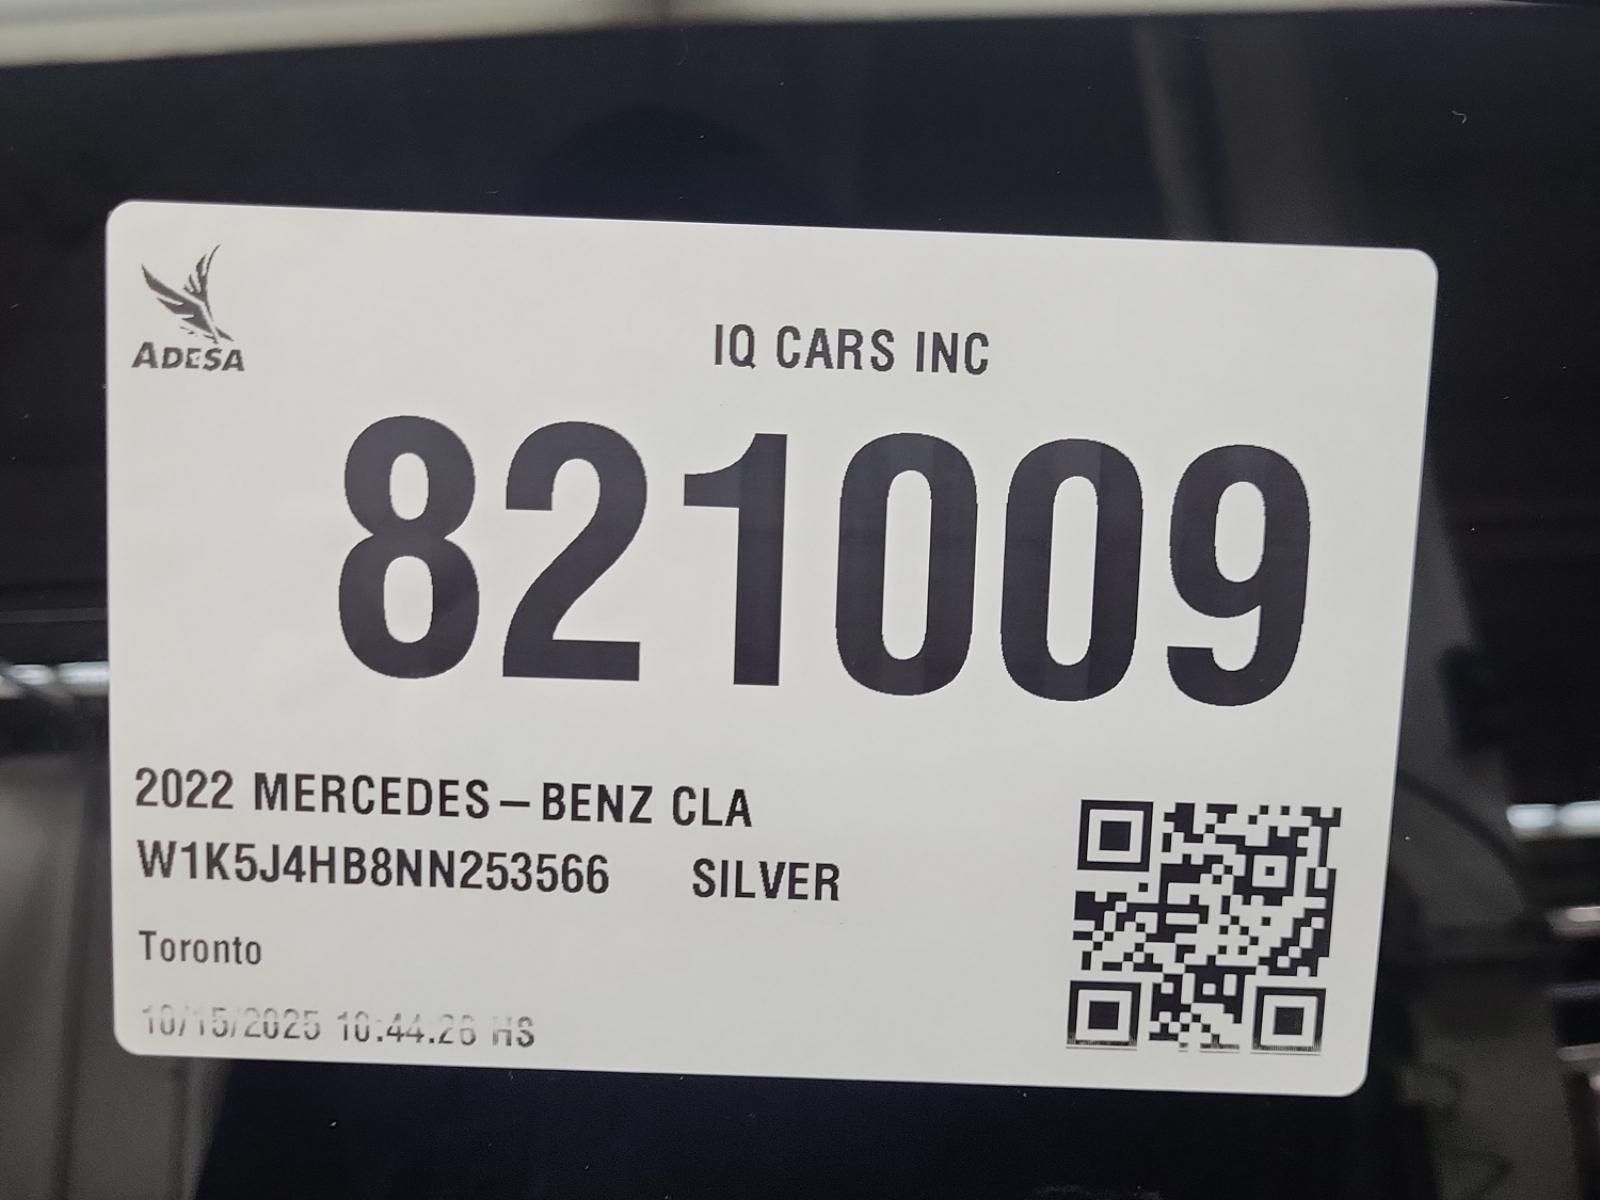 ADESA
IQ CARS INC
821009
2022 MERCEDES-BENZ CLA
W1K5J4HB8NN253566 SILVER
Toronto
10/15/2025 10:44.26 HS